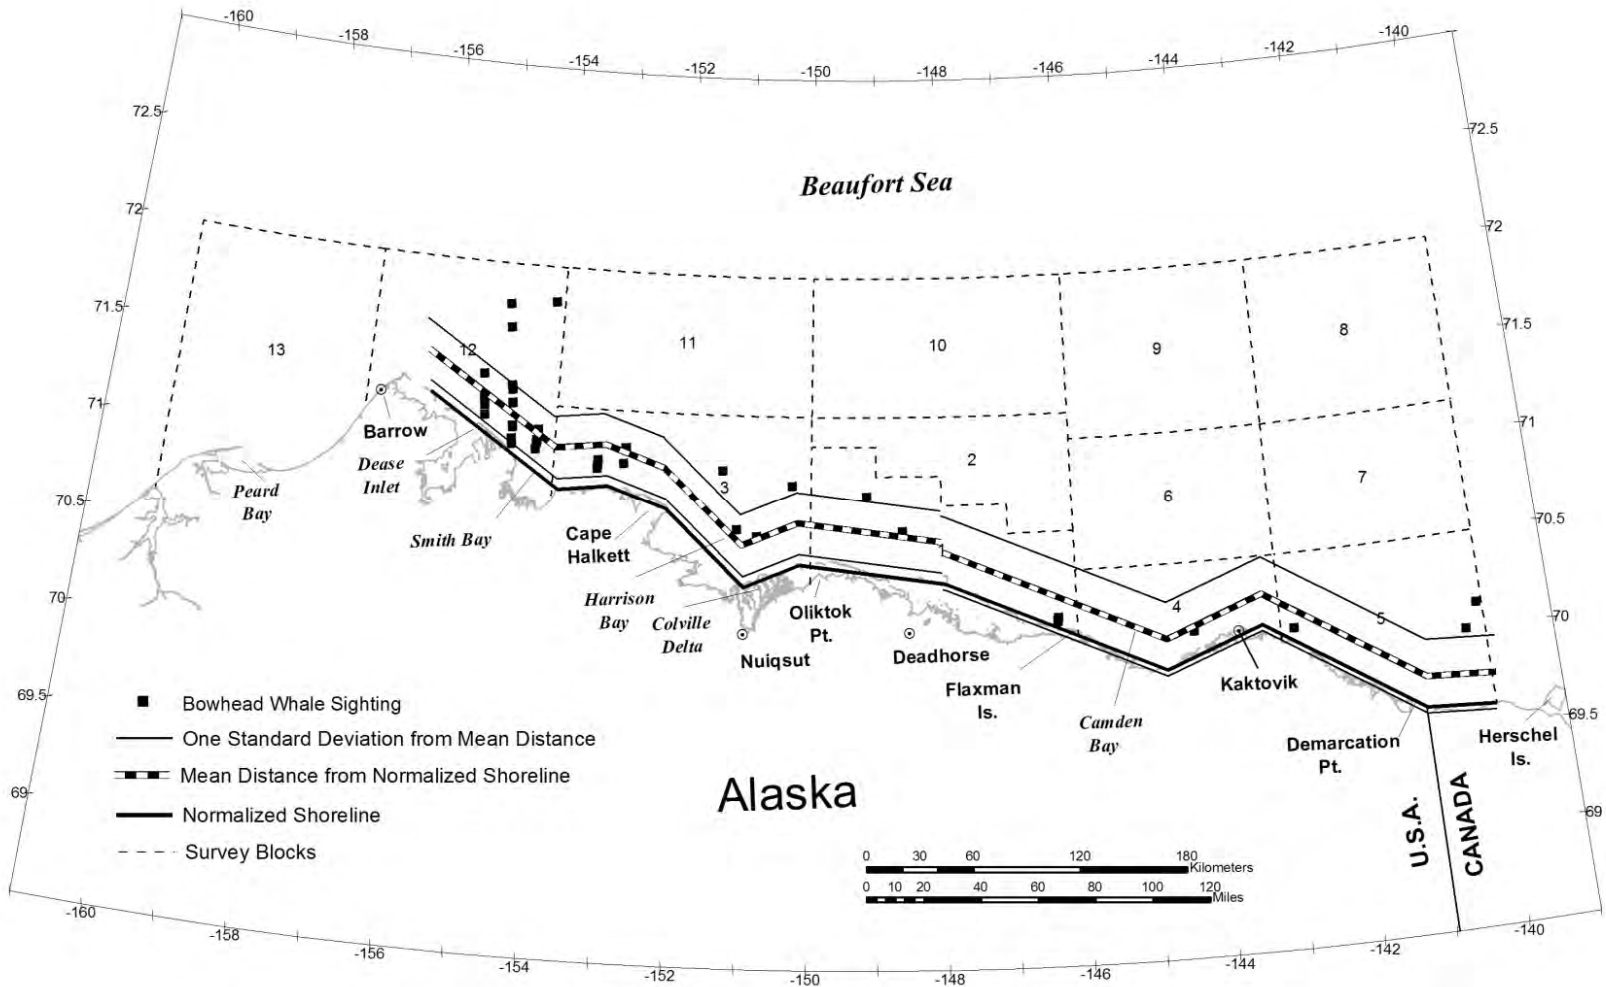 -160
-158
-156
-154
-152
-150
-148
-146
-144
-142
-140
72.5
72.5
Beaufort Sea
72
72
71.5
71.5
13
12
11
10
9
8
71
71
Barrow
Dease
Inlet
Peard
Bay
Smith Bay
3
2
6
7
70.5
70.5
Cape
Halkett
Harrison
Bay
Colville
Delta
Oliktok
Pt.
Nuiqsut
Deadhorse
Flaxman
Is.
4
5
Kaktovik
Camden
Bay
Demarcation
Pt.
Herschel
Is.
70
70
69.5
69.5
Bowhead Whale Sighting
One Standard Deviation from Mean Distance
Mean Distance from Normalized Shoreline
Normalized Shoreline
Survey Blocks
Alaska
U.S.A.
CANADA
69
69
0 30 60 120 180
Kilometers
0 10 20 40 60 80 100 120
Miles
-160
-158
-156
-154
-152
-150
-148
-146
-144
-142
-140